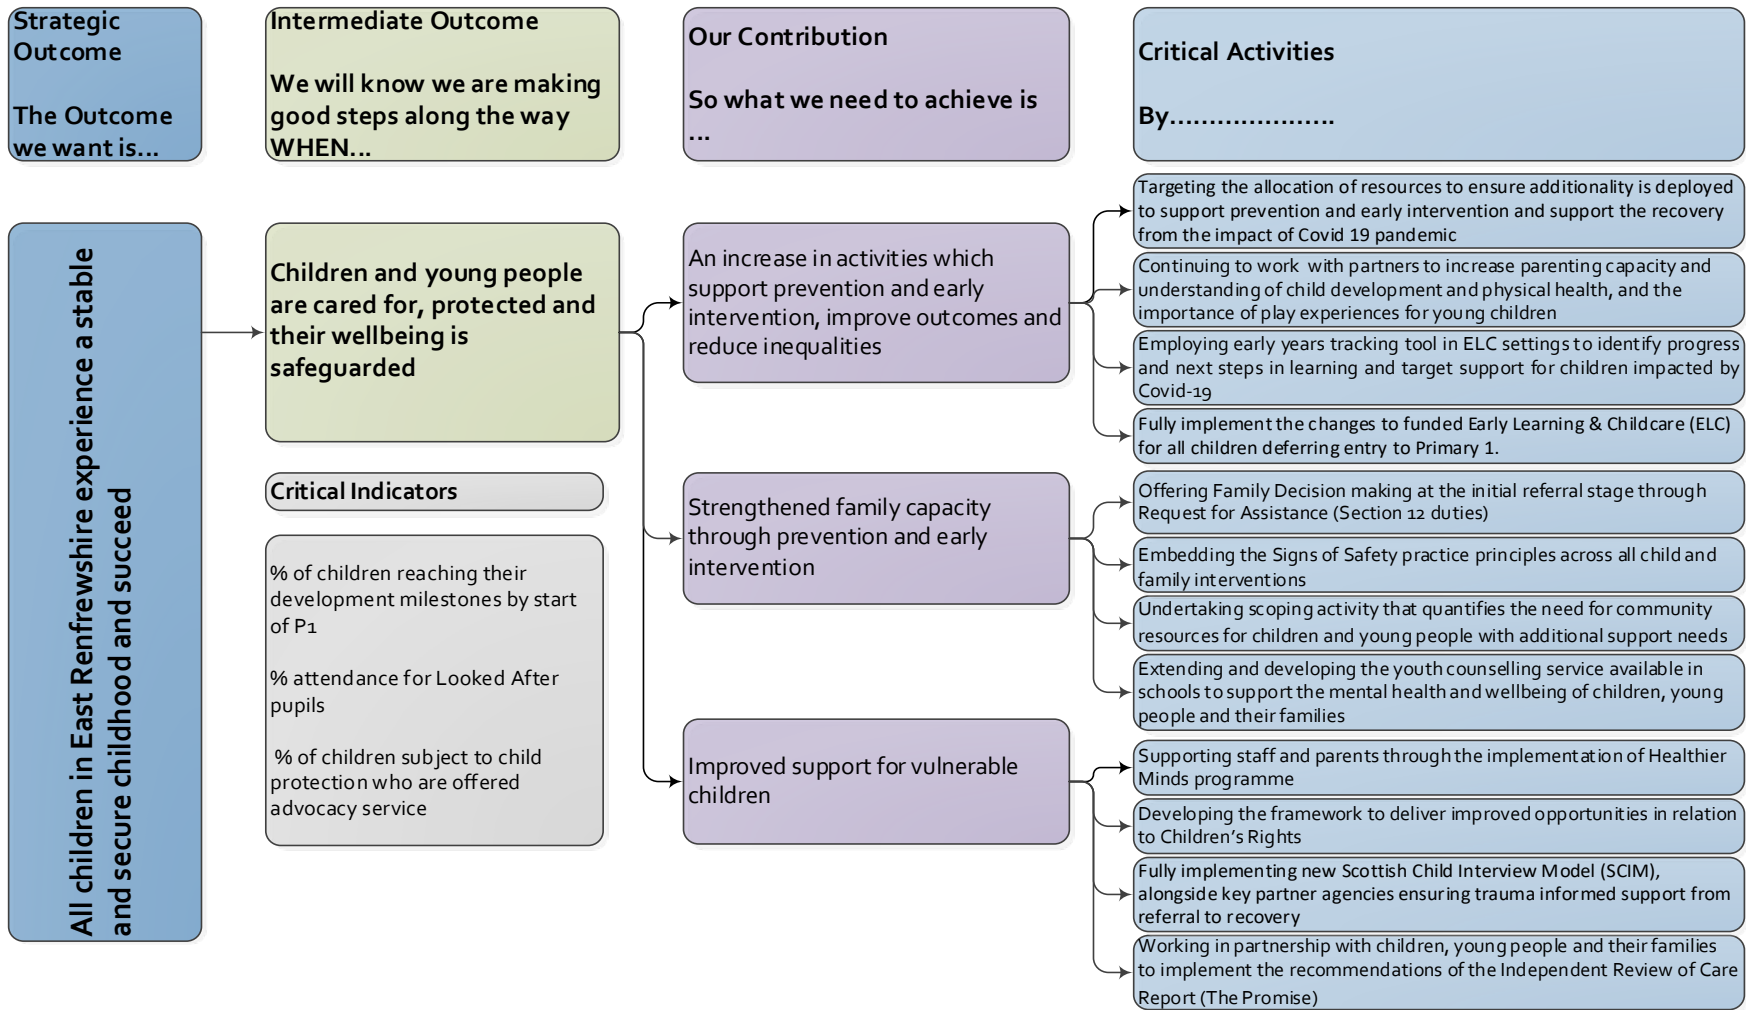 Strategic
Outcome
The Outcome
we want is...
Intermediate Outcome
We will know we are making
good steps along the way
WHEN...
Our Contribution
So what we need to achieve is
...
Critical Activities
By.....................
All children in East Renfrewshire experience a stable
and secure childhood and succeed
Children and young people
are cared for, protected and
their wellbeing is
safeguarded
Critical Indicators
% of children reaching their
development milestones by start
of P1
% attendance for Looked After
pupils
% of children subject to child
protection who are offered
advocacy service
An increase in activities which
support prevention and early
intervention, improve outcomes and
reduce inequalities
Targeting the allocation of resources to ensure additionality is deployed
to support prevention and early intervention and support the recovery
from the impact of Covid 19 pandemic
Continuing to work with partners to increase parenting capacity and
understanding of child development and physical health, and the
importance of play experiences for young children
Employing early years tracking tool in ELC settings to identify progress
and next steps in learning and target support for children impacted by
Covid-19
Fully implement the changes to funded Early Learning & Childcare (ELC)
for all children deferring entry to Primary 1.
Strengthened family capacity
through prevention and early
intervention
Offering Family Decision making at the initial referral stage through
Request for Assistance (Section 12 duties)
Embedding the Signs of Safety practice principles across all child and
family interventions
Undertaking scoping activity that quantifies the need for community
resources for children and young people with additional support needs
Extending and developing the youth counselling service available in
schools to support the mental health and wellbeing of children, young
people and their families
Improved support for vulnerable
children
Supporting staff and parents through the implementation of Healthier
Minds programme
Developing the framework to deliver improved opportunities in relation
to Children's Rights
Fully implementing new Scottish Child Interview Model (SCIM),
alongside key partner agencies ensuring trauma informed support from
referral to recovery
Working in partnership with children, young people and their families
to implement the recommendations of the Independent Review of Care
Report (The Promise)